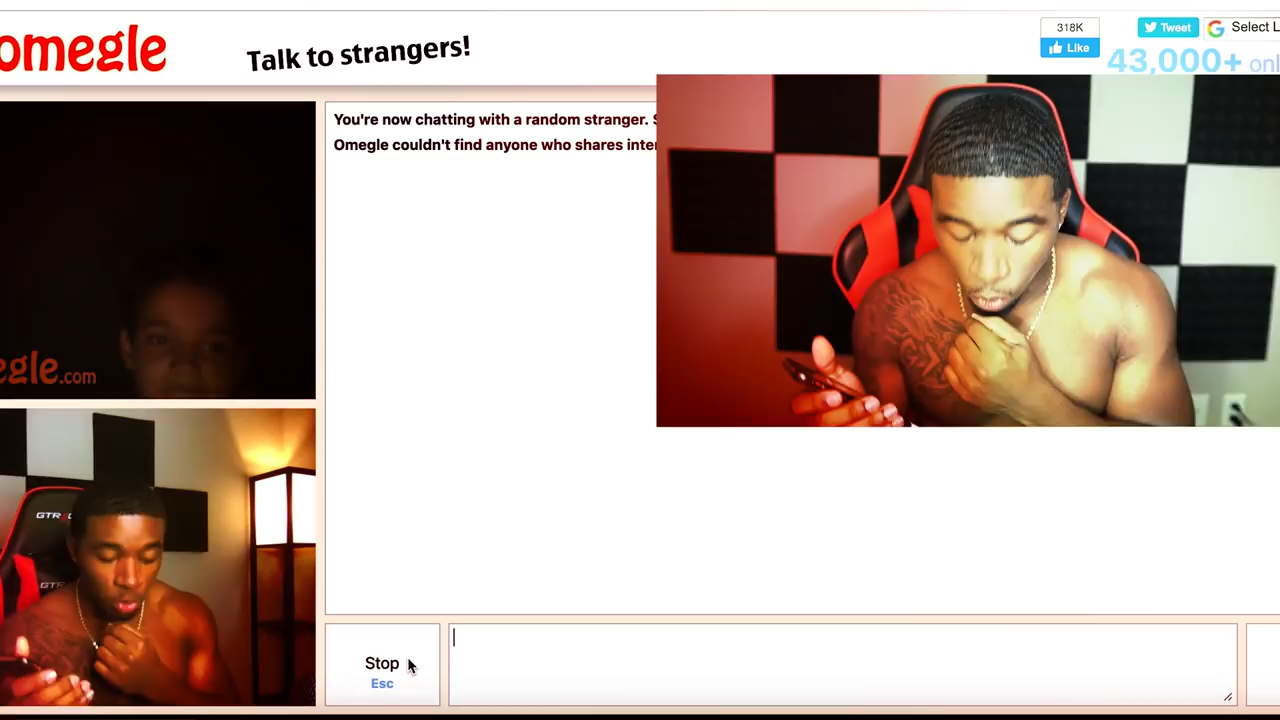 omegle
Talk to strangers!
318K
Like
Tweet
Select L
43,000+ onl
You're now chatting with a random stranger. S
Omegle couldn't find anyone who shares inter
egle.com
GTR
GTR
Stop
Esc